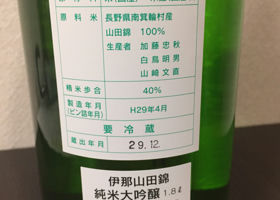 原料米 長野県南箕輪村産
山田錦 100%
生産者 加藤忠秋
白鳥明男
山崎文直
精米歩合 40%
製造年月
(ビン詰年月) H29年4月
要冷蔵
蔵出年月 29.12.
伊那山田錦
純米大吟醸 1.8ℓ